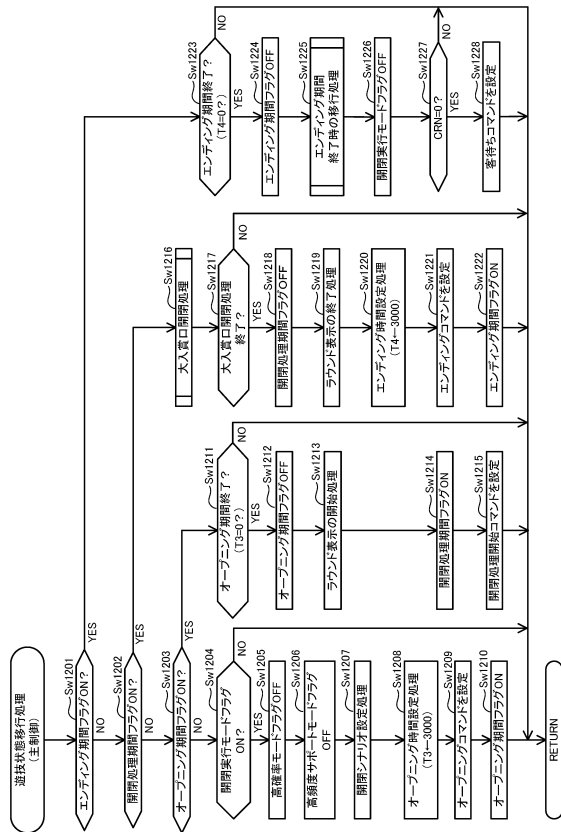 遊技状態移行処理
(主制御)
Sw1201
エンディング期間フラグON?
YES
NO
Sw1202
開閉処理期間フラグON?
YES
NO
Sw1203
オープニング期間フラグON?
YES
NO
Sw1204
開閉実行モードフラグ
ON?
NO
YES
Sw1205
高確率モードフラグOFF
Sw1206
高頻度サポートモードフラグ
OFF
Sw1207
開閉シナリオ設定処理
Sw1208
オープニング時間設定処理
(T3←3000)
Sw1209
オープニングコマンドを設定
Sw1210
オープニング期間フラグON
RETURN
Sw1211
オープニング期間終了?
(T3=0?)
NO
YES
Sw1212
オープニング期間フラグOFF
Sw1213
ラウンド表示の開始処理
Sw1214
開閉処理期間フラグON
Sw1215
開閉処理開始コマンドを設定
Sw1216
大入賞口開閉処理
Sw1217
大入賞口開閉処理
終了?
NO
YES
Sw1218
開閉処理期間フラグOFF
Sw1219
ラウンド表示の終了処理
Sw1220
エンディング時間設定処理
(T4←3000)
Sw1221
エンディングコマンドを設定
Sw1222
エンディング期間フラグON
Sw1223
エンディング期間終了?
(T4=0?)
NO
YES
Sw1224
エンディング期間フラグOFF
Sw1225
エンディング期間
終了時の移行処理
Sw1226
開閉実行モードフラグOFF
Sw1227
CRN=0?
NO
YES
Sw1228
客待ちコマンドを設定